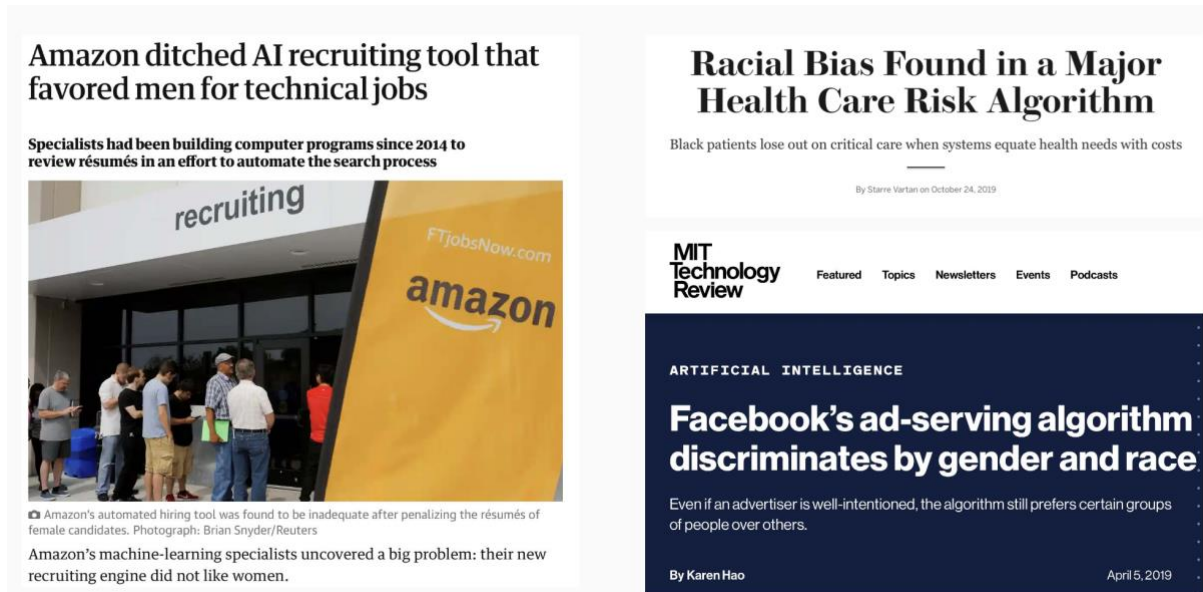 Amazon ditched AI recruiting tool that
favored men for technical jobs
Specialists had been building computer programs since 2014 to
review résumés in an effort to automate the search process
recruiting
FTjobsNow.com
amazon
Amazon's automated hiring tool was found to be inadequate after penalizing the résumés of
female candidates. Photograph: Brian Snyder/Reuters
Amazon's machine-learning specialists uncovered a big problem: their new
recruiting engine did not like women.
Racial Bias Found in a Major
Health Care Risk Algorithm
Black patients lose out on critical care when systems equate health needs with costs
By Starre Vartan on October 24, 2019
MIT
Technology
Review
Featured Topics Newsletters Events Podcasts
ARTIFICIAL INTELLIGENCE
Facebook's ad-serving algorithm
discriminates by gender and race
Even if an advertiser is well-intentioned, the algorithm still prefers certain groups
of people over others.
By Karen Hao April 5, 2019